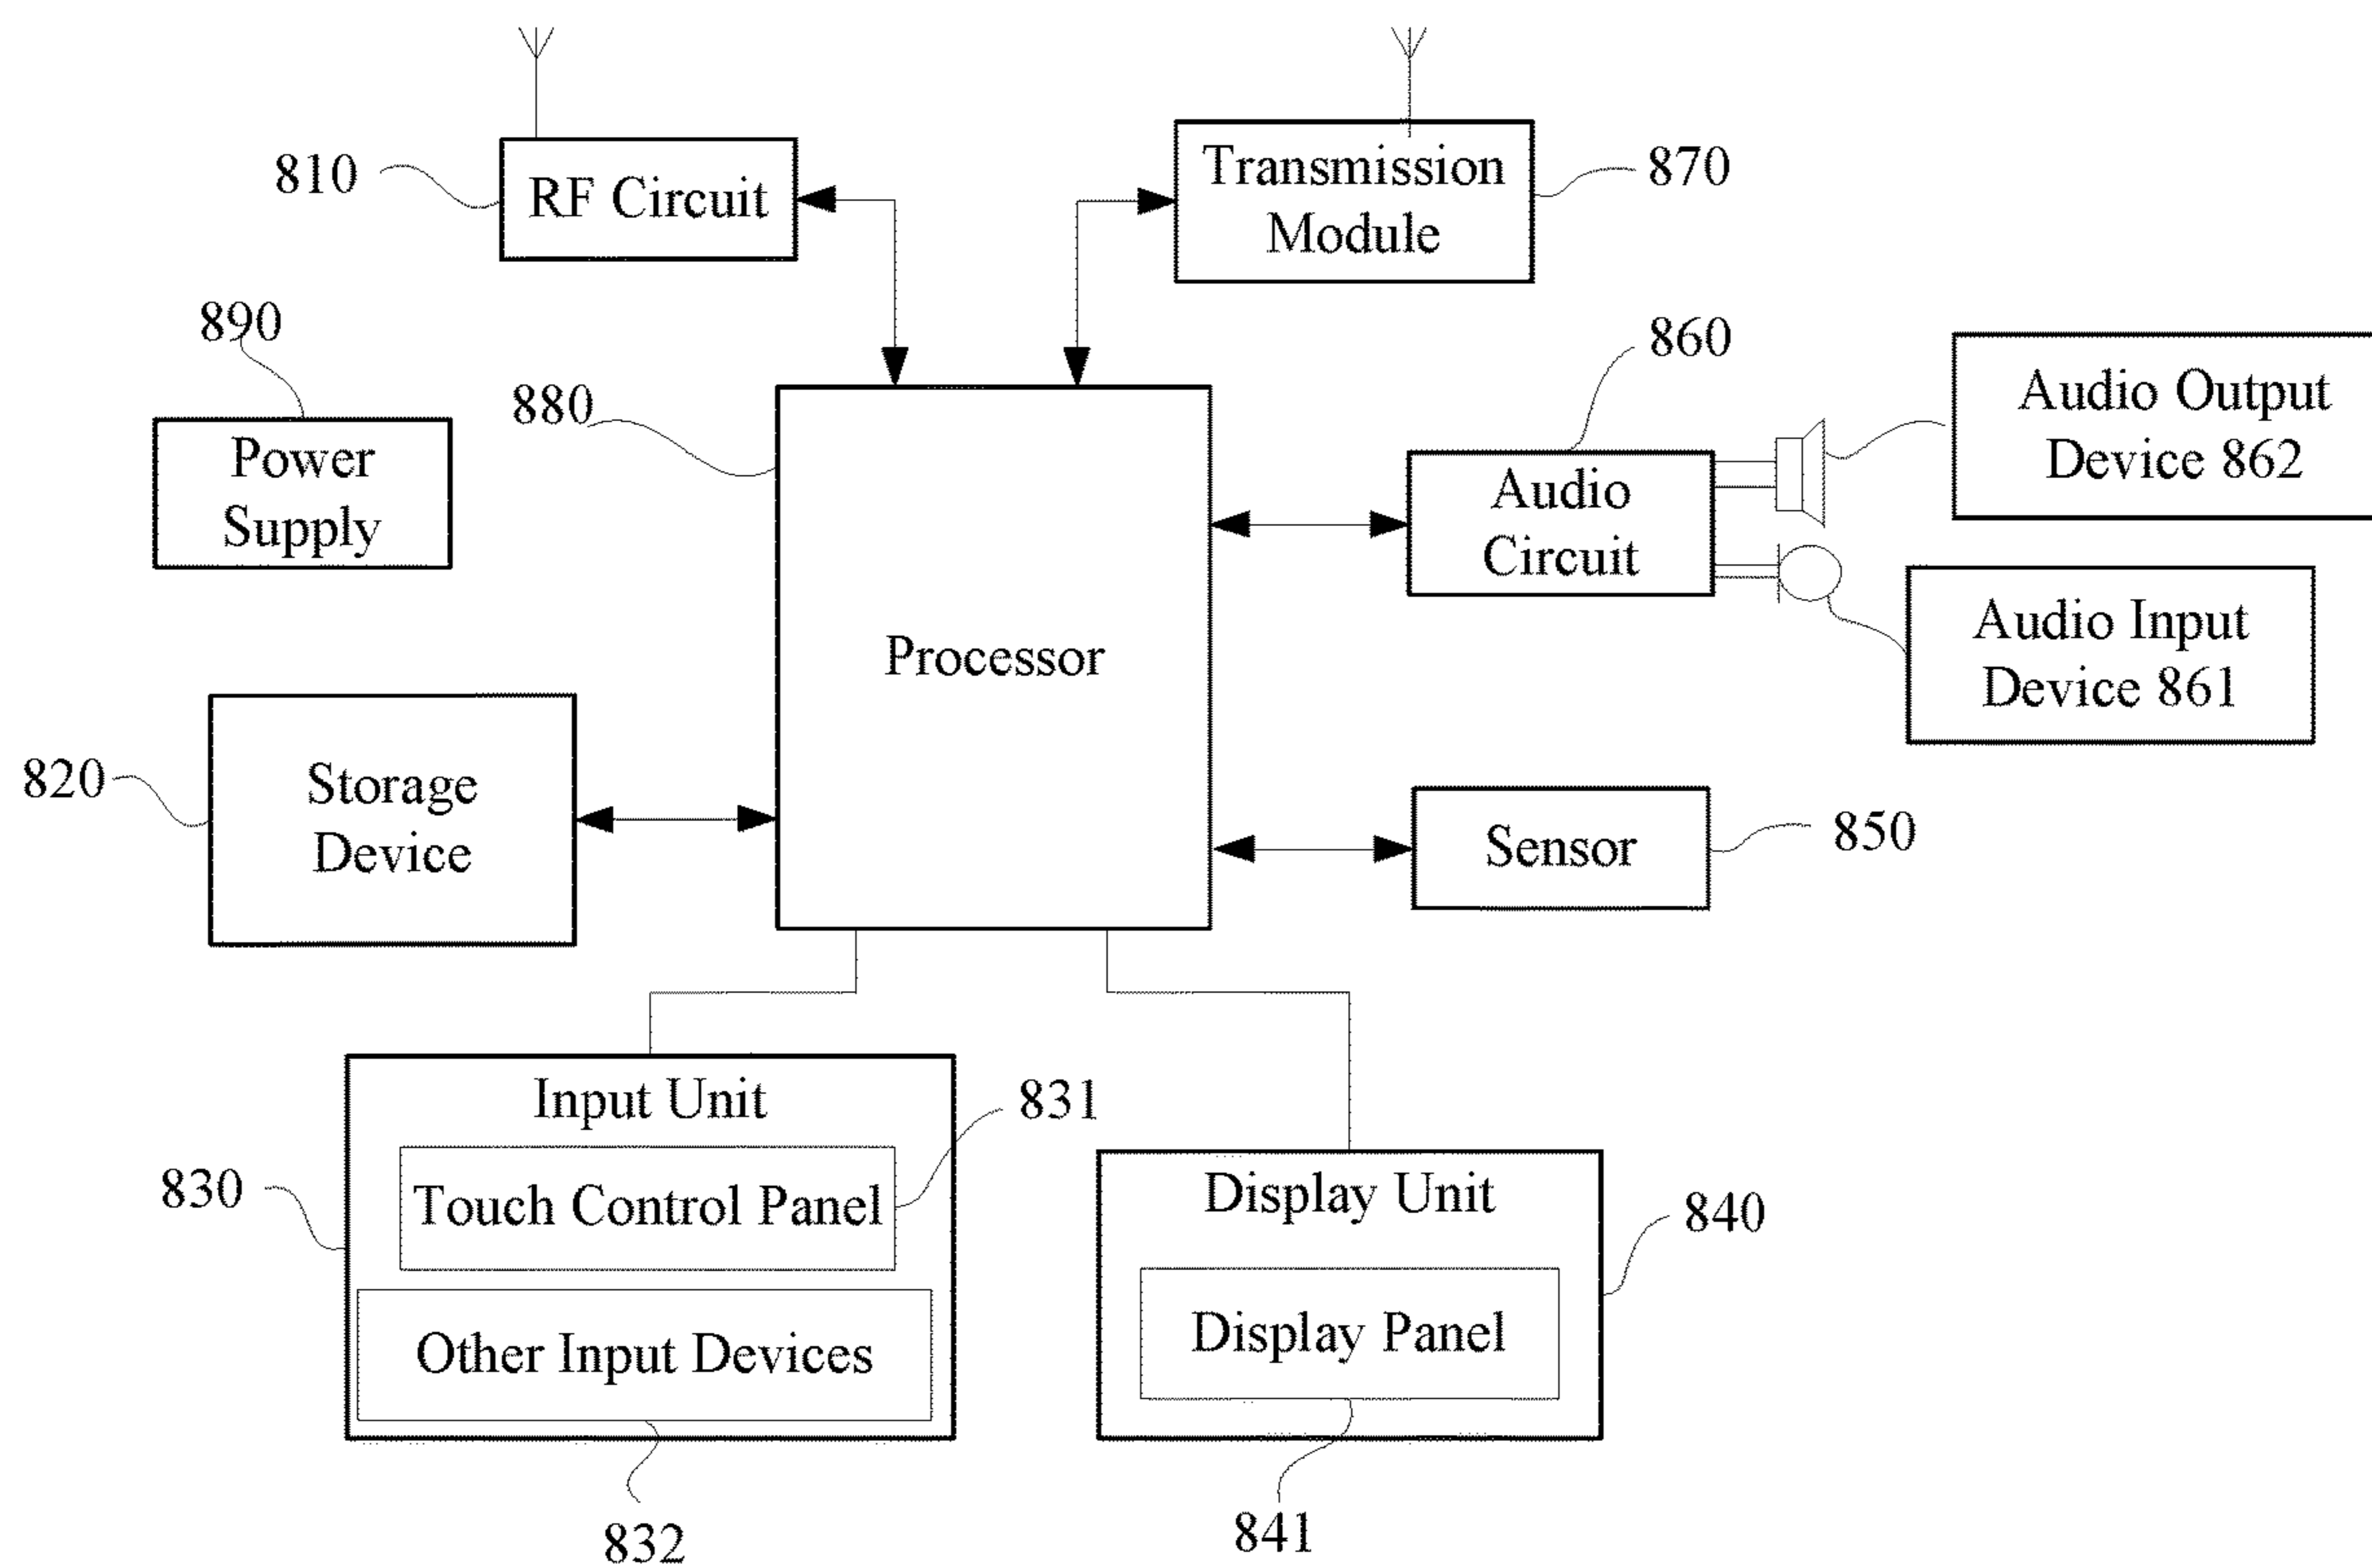 810
RF Circuit
Transmission
Module
870
890
Power
Supply
880
Processor
860
Audio
Circuit
Audio Output
Device 862
Audio Input
Device 861
820
Storage
Device
Sensor
850
830
Input Unit
831
Touch Control Panel
Other Input Devices
832
Display Unit
840
Display Panel
841